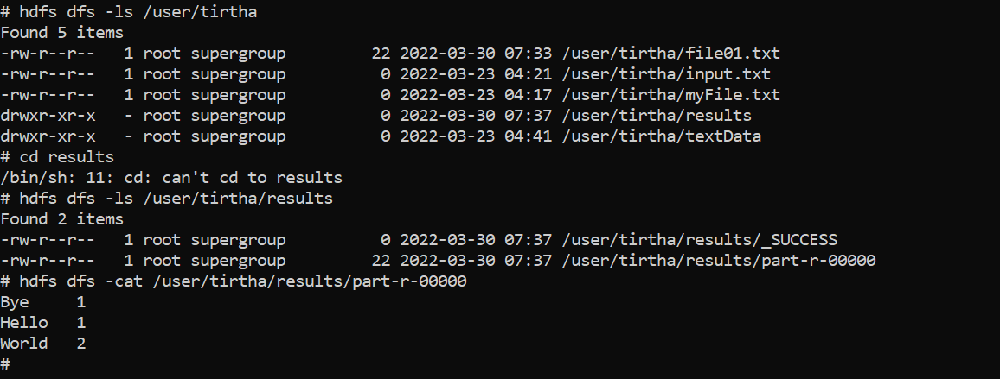 # hdfs dfs -ls /user/tirtha
Found 5 items
-rw-r--r--   1 root supergroup         22 2022-03-30 07:33 /user/tirtha/file01.txt
-rw-r--r--   1 root supergroup          0 2022-03-23 04:21 /user/tirtha/input.txt
-rw-r--r--   1 root supergroup          0 2022-03-23 04:17 /user/tirtha/myFile.txt
drwxr-xr-x   - root supergroup          0 2022-03-30 07:37 /user/tirtha/results
drwxr-xr-x   - root supergroup          0 2022-03-23 04:41 /user/tirtha/textData
# cd results
/bin/sh: 11: cd: can't cd to results
# hdfs dfs -ls /user/tirtha/results
Found 2 items
-rw-r--r--   1 root supergroup          0 2022-03-30 07:37 /user/tirtha/results/_SUCCESS
-rw-r--r--   1 root supergroup         22 2022-03-30 07:37 /user/tirtha/results/part-r-00000
# hdfs dfs -cat /user/tirtha/results/part-r-00000
Bye     1
Hello   1
World   2
#